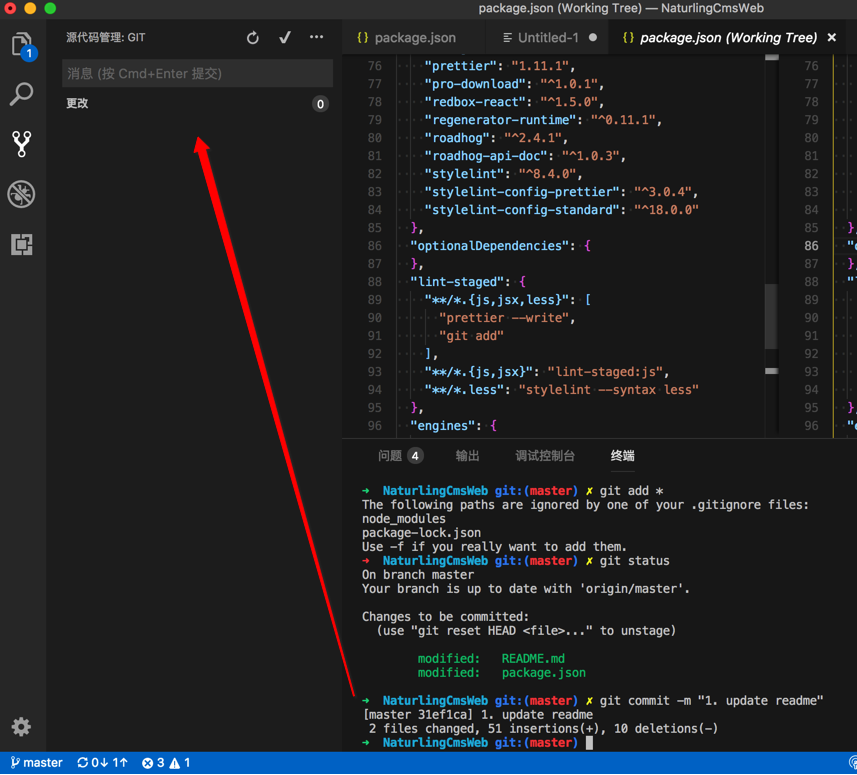 package.json (Working Tree) — NaturlingCmsWeb
1
源代码管理: GIT
消息 (按 Cmd+Enter 提交)
更改
0
{} package.json
Untitled-1
{} package.json (Working Tree)
76 "prettier": "1.11.1",
77 "pro-download": "^1.0.1",
78 "redbox-react": "^1.5.0",
79 "regenerator-runtime": "^0.11.1",
80 "roadhog": "^2.4.1",
81 "roadhog-api-doc": "^1.0.3",
82 "stylelint": "^8.4.0",
83 "stylelint-config-prettier": "^3.0.4",
84 "stylelint-config-standard": "^18.0.0"
85 },
86 "optionalDependencies": {
87 },
88 "lint-staged": {
89 "**/*.{js,jsx,less}": [
90 "prettier --write",
91 "git add"
92 ],
93 "**/*.{js,jsx}": "lint-staged:js",
94 "**/*.less": "stylelint --syntax less"
95 },
96 "engines": {
76
77
78
79
80
81
82
83
84
85 }
86
87 }
88
89
90
91
92
93
94
95 }
96
问题 4
输出
调试控制台
终端
→ NaturlingCmsWeb git:(master) ✗ git add *
The following paths are ignored by one of your .gitignore files:
node_modules
package-lock.json
Use -f if you really want to add them.
→ NaturlingCmsWeb git:(master) ✗ git status
On branch master
Your branch is up to date with 'origin/master'.
Changes to be committed:
(use "git reset HEAD <file>..." to unstage)
modified: README.md
modified: package.json
→ NaturlingCmsWeb git:(master) ✗ git commit -m "1. update readme"
[master 31ef1ca] 1. update readme
2 files changed, 51 insertions(+), 10 deletions(-)
→ NaturlingCmsWeb git:(master)
master
0↓ 1↑
3
1